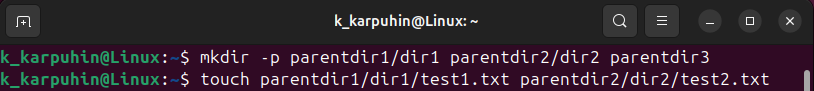 k_karpuhin@Linux: ~
k_karpuhin@Linux:~$ mkdir -p parentdir1/dir1 parentdir2/dir2 parentdir3
k_karpuhin@Linux:~$ touch parentdir1/dir1/test1.txt parentdir2/dir2/test2.txt